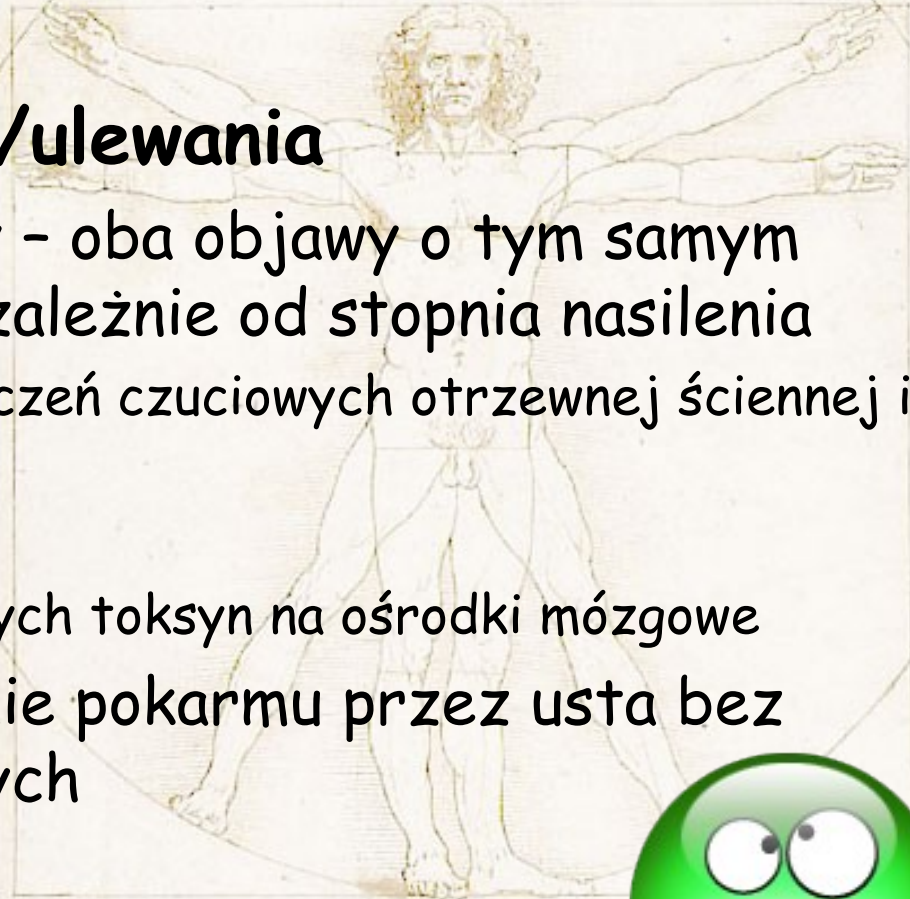 /ulewania
– oba objawy o tym samym
zależnie od stopnia nasilenia
czeń czuciowych otrzewnej ściennej i
ych toksyn na ośrodki mózgowe
ie pokarmu przez usta bez
ych